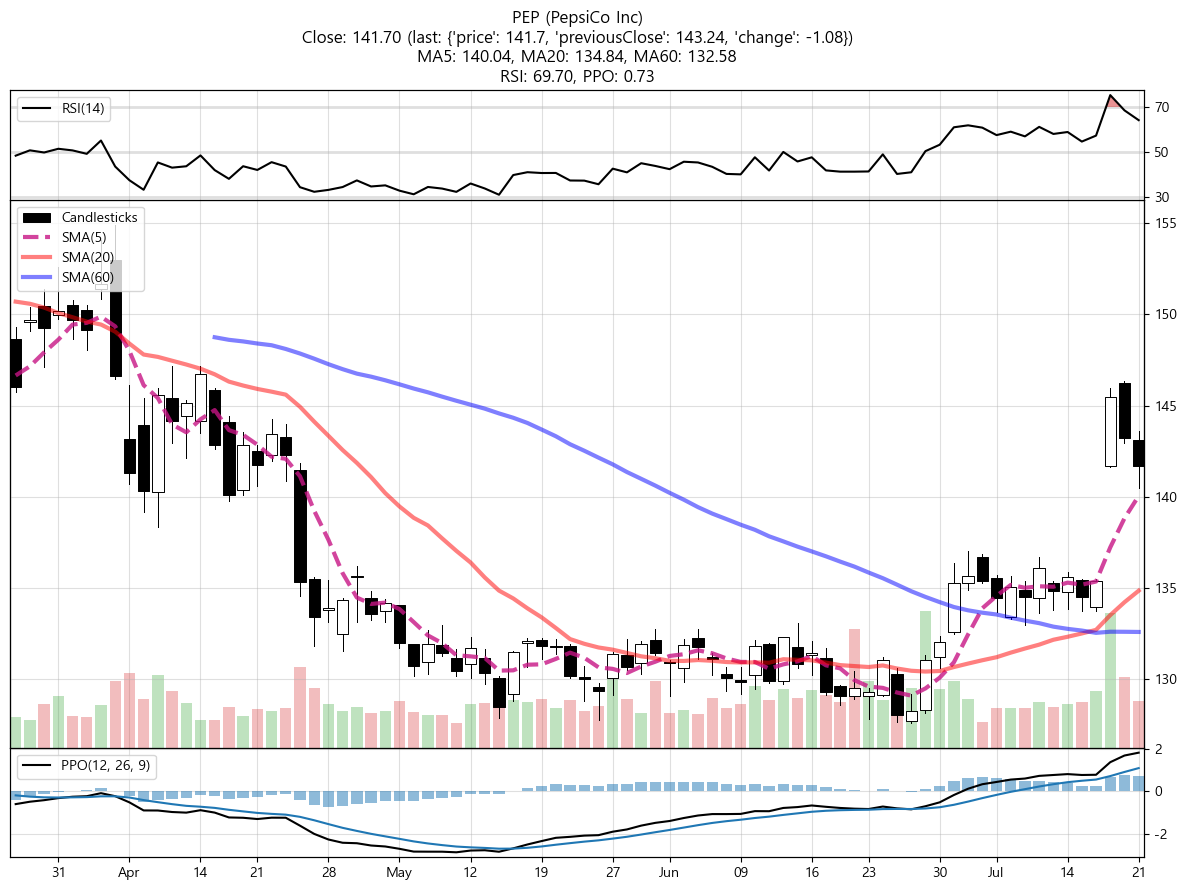 PEP (PepsiCo Inc)
Close: 141.70 (last: {'price': 141.7, 'previousClose': 143.24, 'change': -1.08})
MA5: 140.04, MA20: 134.84, MA60: 132.58
RSI: 69.70, PPO: 0.73
RSI(14)
70
50
30
Candlesticks
SMA(5)
SMA(20)
SMA(60)
155
150
145
140
135
130
PPO(12, 26, 9)
2
0
-2
31 Apr 14 21 28 May 12 19 27 Jun 09 16 23 30 Jul 14 21